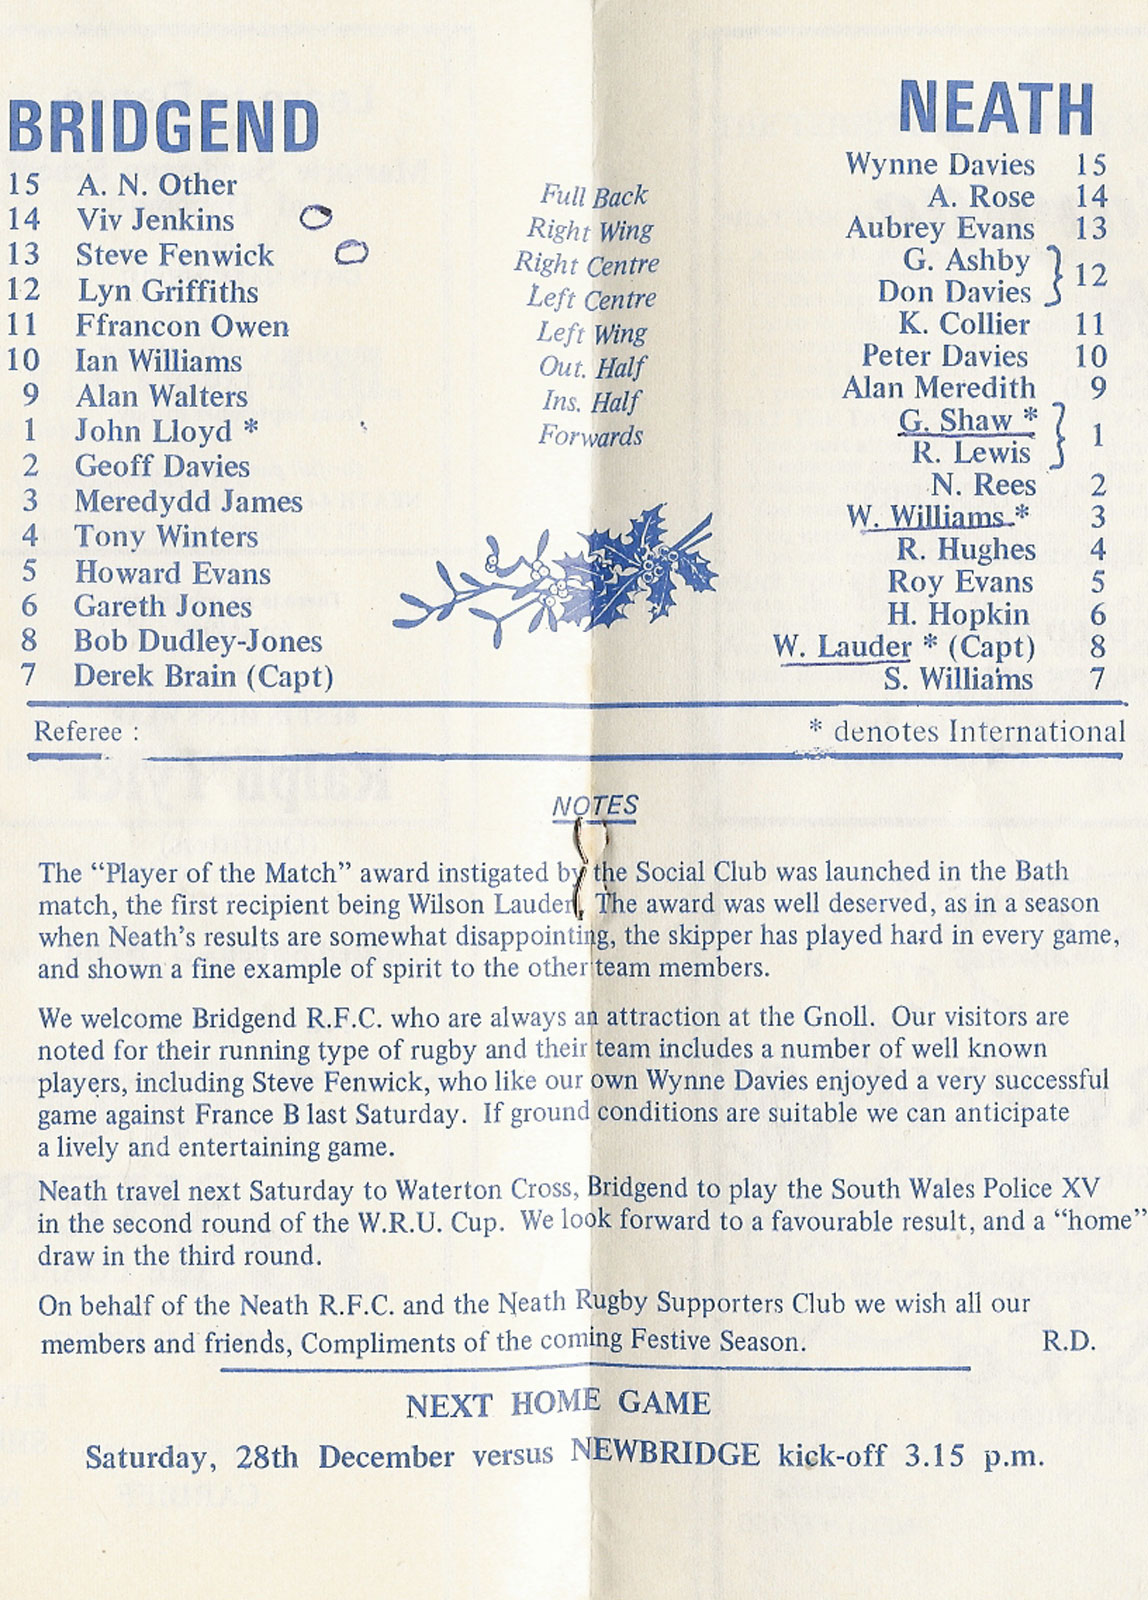 BRIDGEND
15 A. N. Other
14 Viv Jenkins
13 Steve Fenwick
12 Lyn Griffiths
11 Ffrancon Owen
10 Ian Williams
9 Alan Walters
1 John Lloyd *
2 Geoff Davies
3 Meredydd James
4 Tony Winters
5 Howard Evans
6 Gareth Jones
8 Bob Dudley-Jones
7 Derek Brain (Capt)
Full Back
Right Wing
Right Centre
Left Centre
Left Wing
Out. Half
Ins. Half
Forwards
NEATH
Wynne Davies 15
A. Rose 14
Aubrey Evans 13
G. Ashby
Don Davies } 12
K. Collier 11
Peter Davies 10
Alan Meredith 9
G. Shaw *
R. Lewis } 1
N. Rees 2
W. Williams * 3
R. Hughes 4
Roy Evans 5
H. Hopkin 6
W. Lauder * (Capt) 8
S. Williams 7
Referee : * denotes International
NOTES
The “Player of the Match” award instigated by the Social Club was launched in the Bath
match, the first recipient being Wilson Lauder. The award was well deserved, as in a season
when Neath’s results are somewhat disappointing, the skipper has played hard in every game,
and shown a fine example of spirit to the other team members.
We welcome Bridgend R.F.C. who are always an attraction at the Gnoll. Our visitors are
noted for their running type of rugby and their team includes a number of well known
players, including Steve Fenwick, who like our own Wynne Davies enjoyed a very successful
game against France B last Saturday. If ground conditions are suitable we can anticipate
a lively and entertaining game.
Neath travel next Saturday to Waterton Cross, Bridgend to play the South Wales Police XV
in the second round of the W.R.U. Cup. We look forward to a favourable result, and a “home”
draw in the third round.
On behalf of the Neath R.F.C. and the Neath Rugby Supporters Club we wish all our
members and friends, Compliments of the coming Festive Season. R.D.
NEXT HOME GAME
Saturday, 28th December versus NEWBRIDGE kick-off 3.15 p.m.